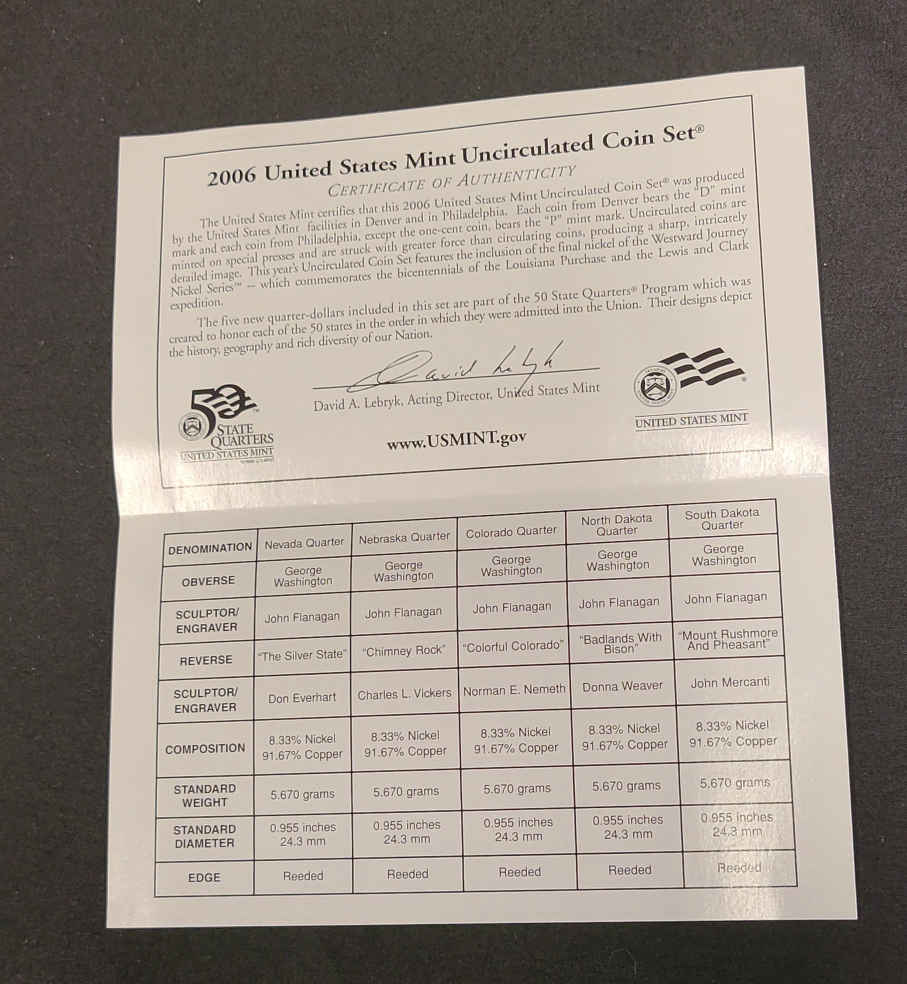 2006 United States Mint Uncirculated Coin Set®
CERTIFICATE OF AUTHENTICITY
The United States Mint certifies that this 2006 United States Mint Uncirculated Coin Set® was produced
by the United States Mint facilities in Denver and in Philadelphia. Each coin from Denver bears the "D" mint
mark and each coin from Philadelphia, except the one-cent coin, bears the "P" mint mark. Uncirculated coins are
minted on special presses and are struck with greater force than circulating coins, producing a sharp, intricately
detailed image. This year's Uncirculated Coin Set features the inclusion of the final nickel of the Westward Journey
Nickel Series™ — which commemorates the bicentennials of the Louisiana Purchase and the Lewis and Clark
expedition.
The five new quarter-dollars included in this set are part of the 50 State Quarters® Program which was
created to honor each of the 50 states in the order in which they were admitted into the Union. Their designs depict
the history, geography and rich diversity of our Nation.
David Lebryk
David A. Lebryk, Acting Director, United States Mint
www.USMINT.gov
50™
STATE
QUARTERS
UNITED STATES MINT
®
UNITED STATES MINT
DENOMINATION Nevada Quarter Nebraska Quarter Colorado Quarter North Dakota Quarter South Dakota Quarter
OBVERSE George Washington George Washington George Washington George Washington George Washington
SCULPTOR/ENGRAVER John Flanagan John Flanagan John Flanagan John Flanagan John Flanagan
REVERSE "The Silver State" "Chimney Rock" "Colorful Colorado" "Badlands With Bison" "Mount Rushmore And Pheasant"
SCULPTOR/ENGRAVER Don Everhart Charles L. Vickers Norman E. Nemeth Donna Weaver John Mercanti
COMPOSITION 8.33% Nickel 91.67% Copper 8.33% Nickel 91.67% Copper 8.33% Nickel 91.67% Copper 8.33% Nickel 91.67% Copper 8.33% Nickel 91.67% Copper
STANDARD WEIGHT 5.670 grams 5.670 grams 5.670 grams 5.670 grams 5.670 grams
STANDARD DIAMETER 0.955 inches 24.3 mm 0.955 inches 24.3 mm 0.955 inches 24.3 mm 0.955 inches 24.3 mm 0.955 inches 24.3 mm
EDGE Reeded Reeded Reeded Reeded Reeded